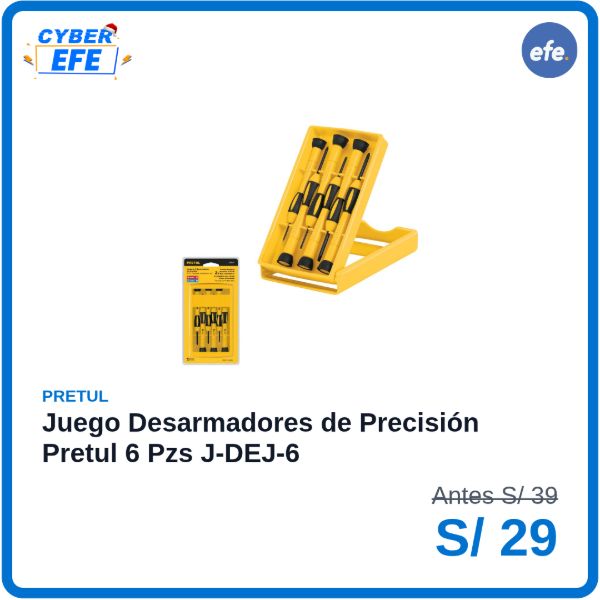 CYBER
EFE
efe.
PRETUL
Juego Desarmadores de Precisión
Pretul 6 Pzs J-DEJ-6
Antes S/ 39
S/ 29